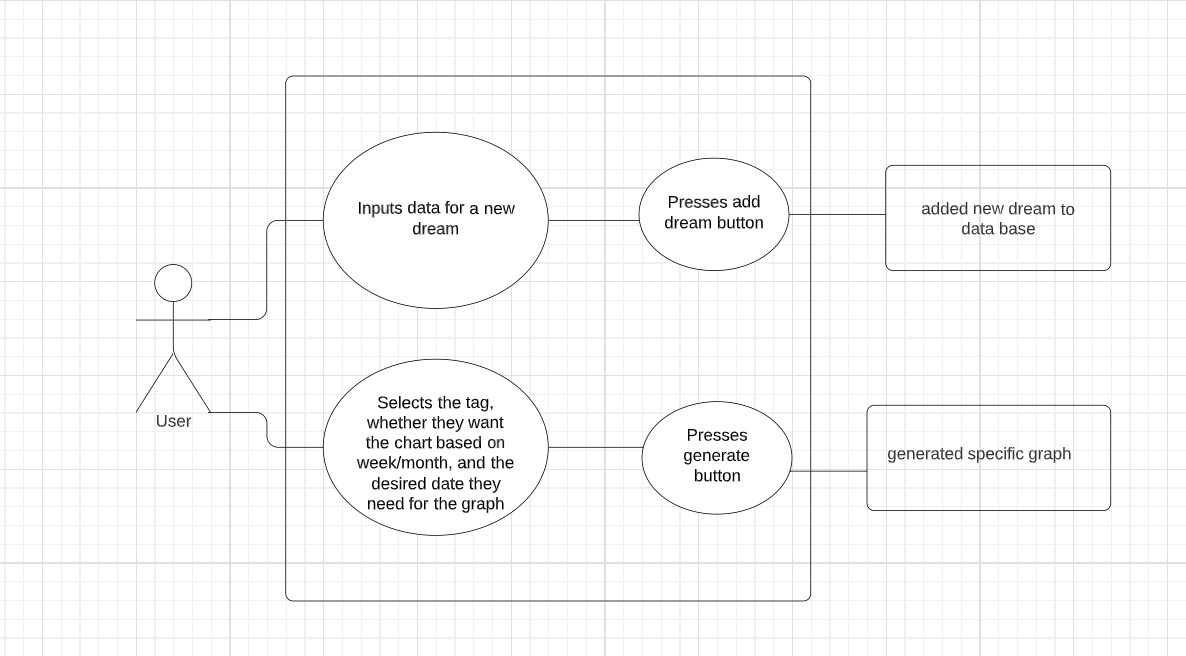 Inputs data for a new
dream
Presses add
dream button
added new dream to
data base
User
Selects the tag,
whether they want
the chart based on
week/month, and the
desired date they
need for the graph
Presses
generate
button
generated specific graph